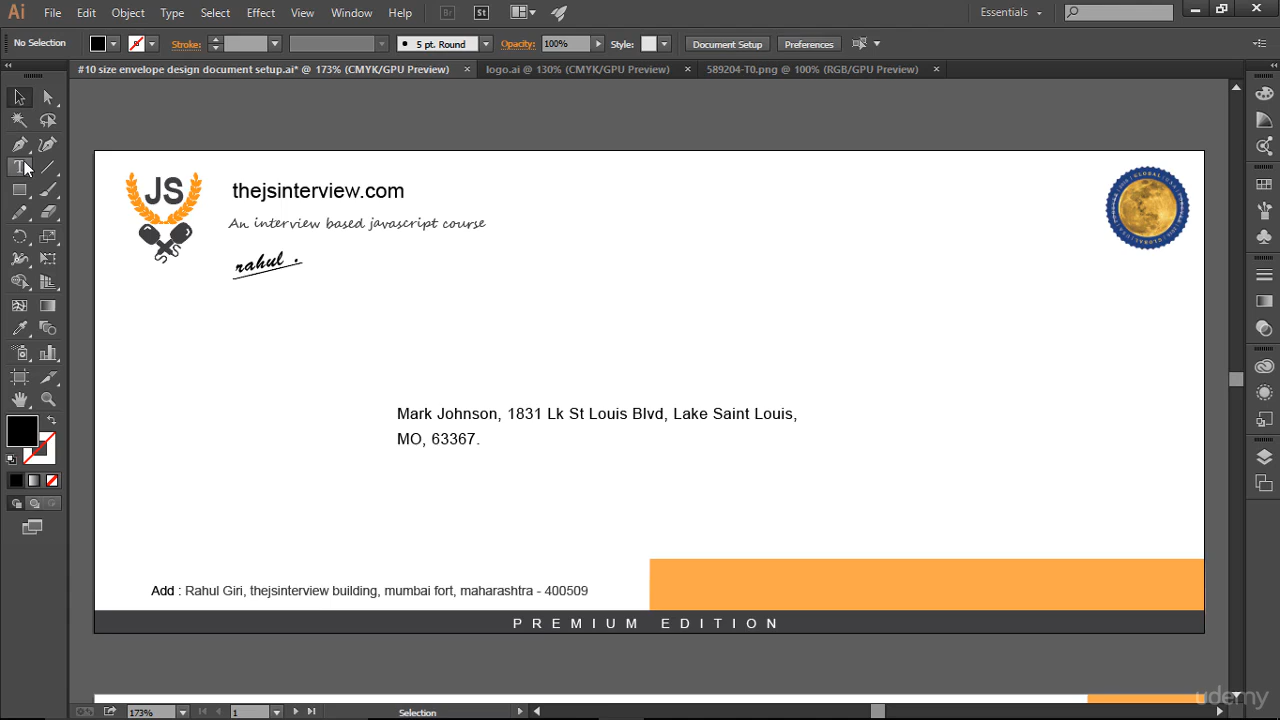 Ai File Edit Object Type Select Effect View Window Help Br St Essentials
No Selection Stroke: 5 pt. Round Opacity: 100% Style: Document Setup Preferences
#10 size envelope design document setup.ai* @ 173% (CMYK/GPU Preview) × logo.ai @ 130% (CMYK/GPU Preview) × 589204-T0.png @ 100% (RGB/GPU Preview) ×
JS
thejsinterview.com
An interview based javascript course
rahul .
GLOBAL
Mark Johnson, 1831 Lk St Louis Blvd, Lake Saint Louis,
MO, 63367.
Add : Rahul Giri, thejsinterview building, mumbai fort, maharashtra - 400509
PREMIUM EDITION
173% 1 Selection
udemy